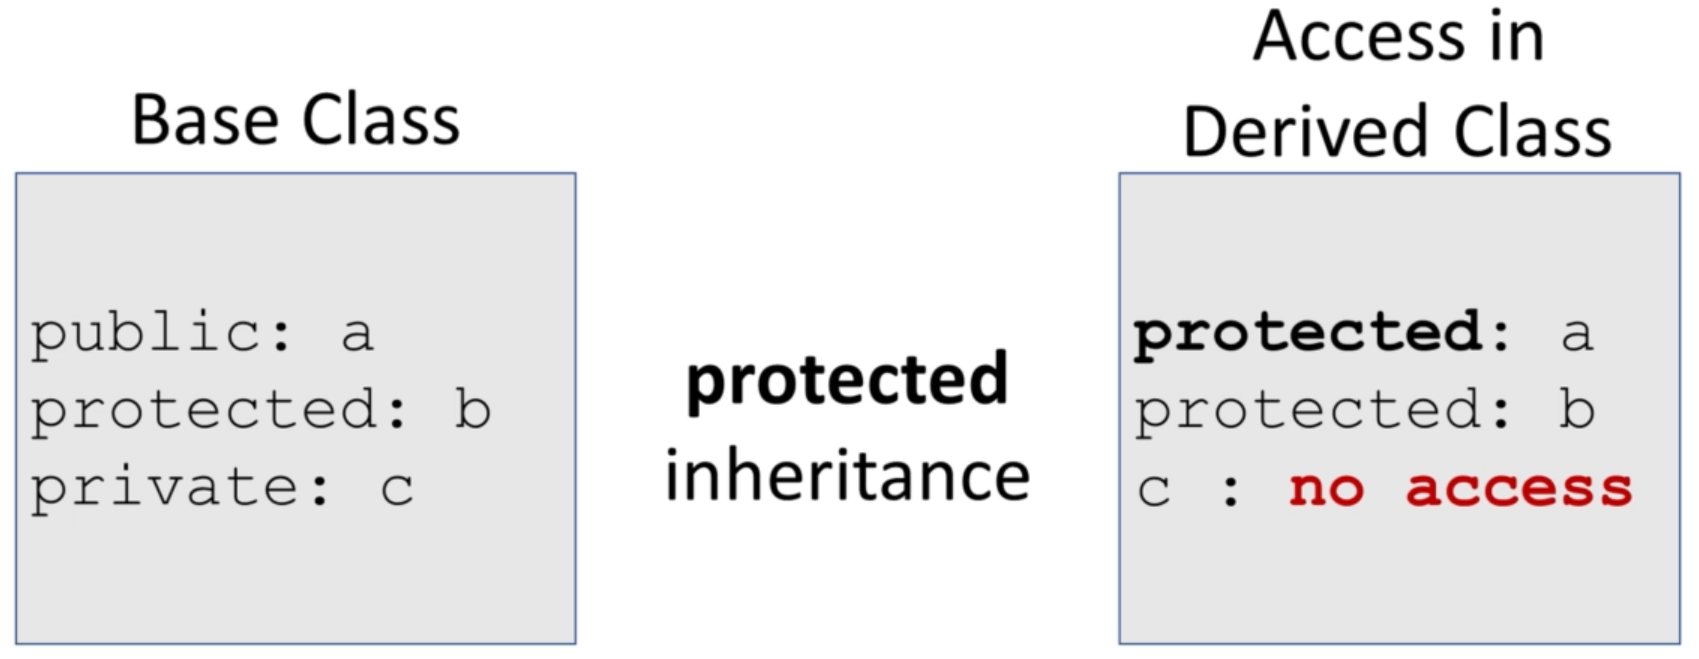 Base Class
public: a
protected: b
private: c
protected
inheritance
Access in
Derived Class
protected: a
protected: b
c : no access